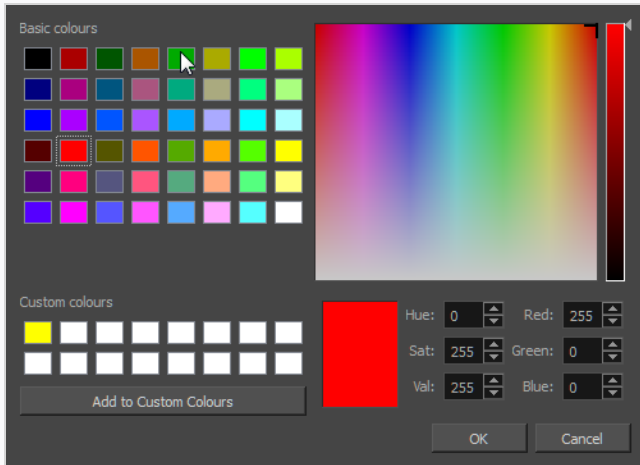 Basic colours
Custom colours
Add to Custom Colours
Hue: 0 Red: 255
Sat: 255 Green: 0
Val: 255 Blue: 0
OK Cancel